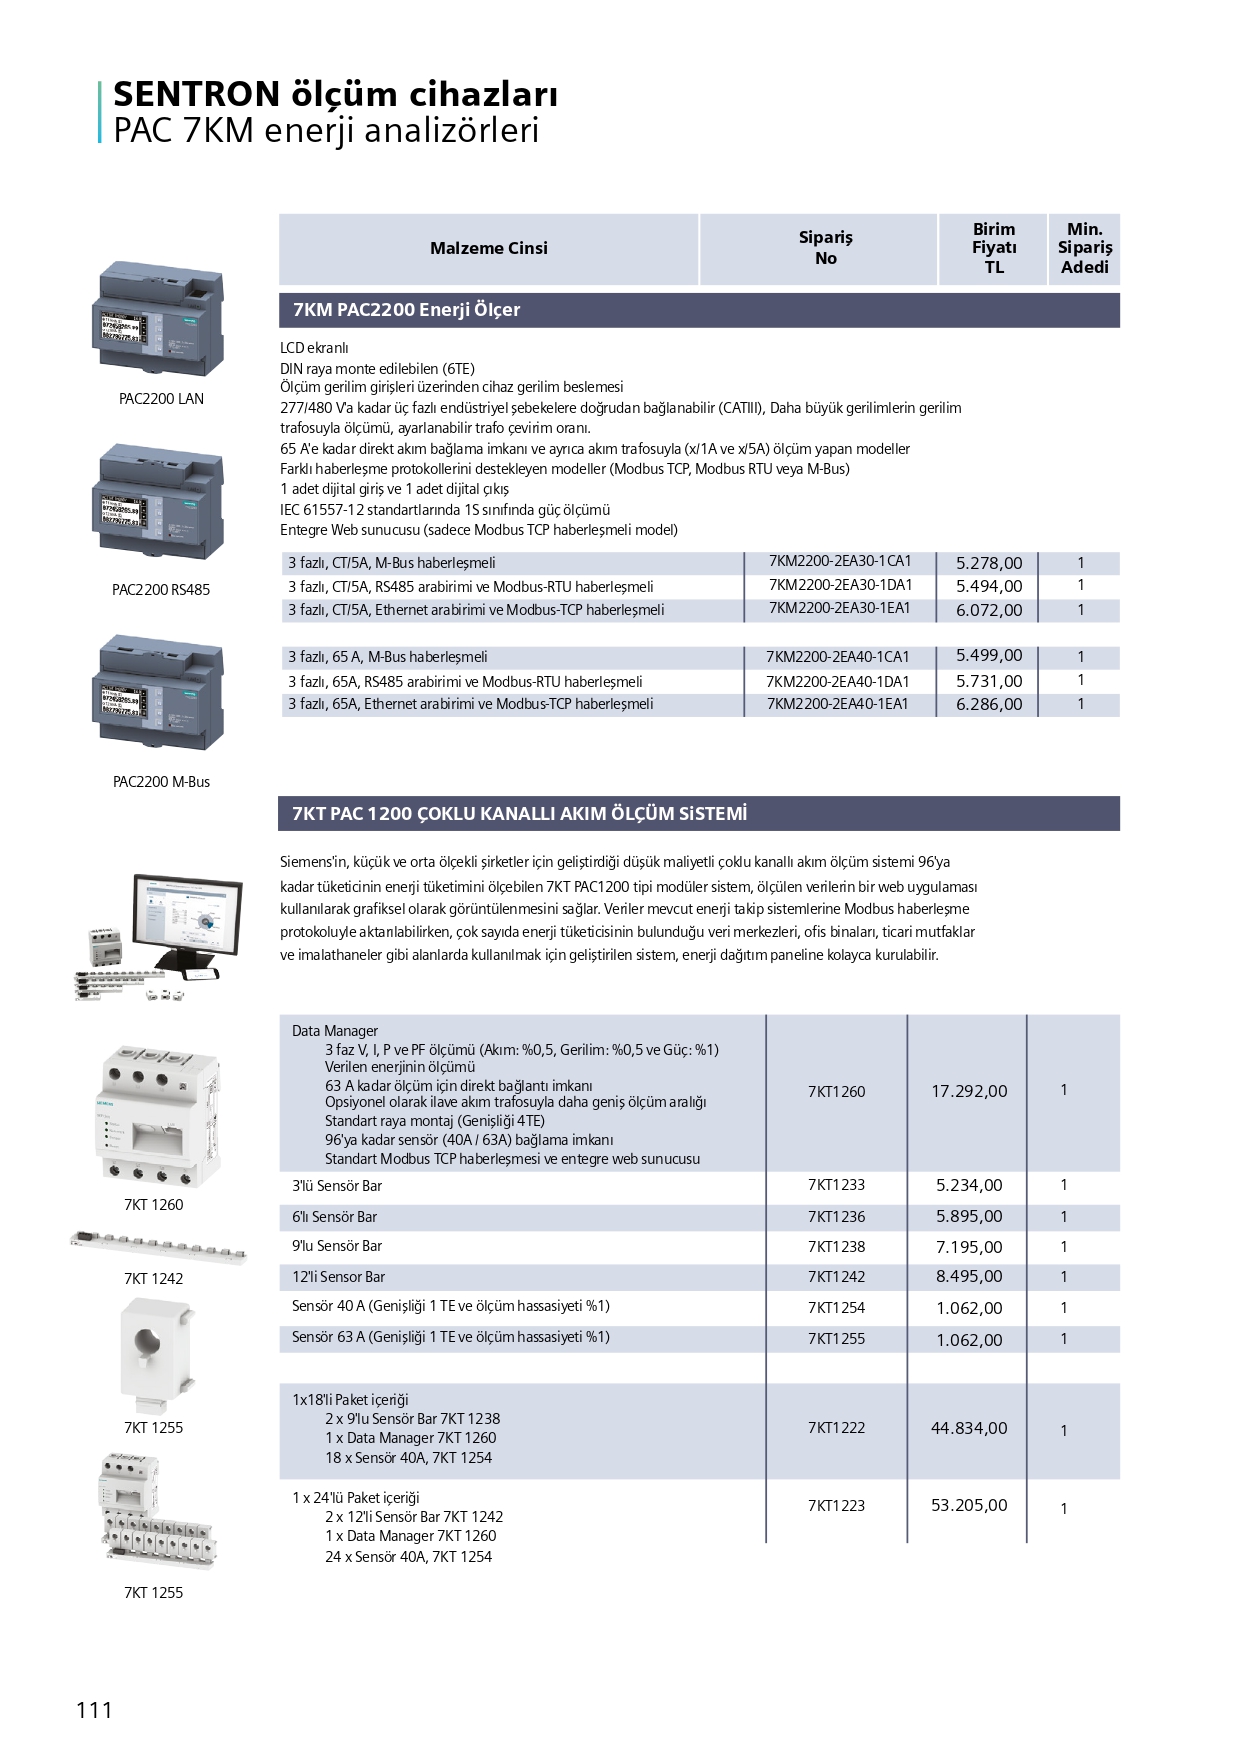 SENTRON ölçüm cihazları
PAC 7KM enerji analizörleri
Malzeme Cinsi
Sipariş
No
Birim
Fiyatı
TL
Min.
Sipariş
Adedi
7KM PAC2200 Enerji Ölçer
LCD ekranlı
DIN raya monte edilebilen (6TE)
Ölçüm gerilim girişleri üzerinden cihaz gerilim beslemesi
277/480 V'a kadar üç fazlı endüstriyel şebekelere doğrudan bağlanabilir (CATIII), Daha büyük gerilimlerin gerilim
trafosuyla ölçümü, ayarlanabilir trafo çevirim oranı.
65 A'e kadar direkt akım bağlama imkanı ve ayrıca akım trafosuyla (x/1A ve x/5A) ölçüm yapan modeller
Farklı haberleşme protokollerini destekleyen modeller (Modbus TCP, Modbus RTU veya M-Bus)
1 adet dijital giriş ve 1 adet dijital çıkış
IEC 61557-12 standartlarında 1S sınıfında güç ölçümü
Entegre Web sunucusu (sadece Modbus TCP haberleşmeli model)
PAC2200 LAN
PAC2200 RS485
PAC2200 M-Bus
3 fazlı, CT/5A, M-Bus haberleşmeli 7KM2200-2EA30-1CA1 5.278,00 1
3 fazlı, CT/5A, RS485 arabirimi ve Modbus-RTU haberleşmeli 7KM2200-2EA30-1DA1 5.494,00 1
3 fazlı, CT/5A, Ethernet arabirimi ve Modbus-TCP haberleşmeli 7KM2200-2EA30-1EA1 6.072,00 1
3 fazlı, 65 A, M-Bus haberleşmeli 7KM2200-2EA40-1CA1 5.499,00 1
3 fazlı, 65A, RS485 arabirimi ve Modbus-RTU haberleşmeli 7KM2200-2EA40-1DA1 5.731,00 1
3 fazlı, 65A, Ethernet arabirimi ve Modbus-TCP haberleşmeli 7KM2200-2EA40-1EA1 6.286,00 1
7KT PAC 1200 ÇOKLU KANALLI AKIM ÖLÇÜM SiSTEMİ
Siemens'in, küçük ve orta ölçekli şirketler için geliştirdiği düşük maliyetli çoklu kanallı akım ölçüm sistemi 96'ya
kadar tüketicinin enerji tüketimini ölçebilen 7KT PAC1200 tipi modüler sistem, ölçülen verilerin bir web uygulaması
kullanılarak grafiksel olarak görüntülenmesini sağlar. Veriler mevcut enerji takip sistemlerine Modbus haberleşme
protokoluyle aktarılabilirken, çok sayıda enerji tüketicisinin bulunduğu veri merkezleri, ofis binaları, ticari mutfaklar
ve imalathaneler gibi alanlarda kullanılmak için geliştirilen sistem, enerji dağıtım paneline kolayca kurulabilir.
Data Manager
3 faz V, I, P ve PF ölçümü (Akım: %0,5, Gerilim: %0,5 ve Güç: %1)
Verilen enerjinin ölçümü
63 A kadar ölçüm için direkt bağlantı imkanı
Opsiyonel olarak ilave akım trafosuyla daha geniş ölçüm aralığı
Standart raya montaj (Genişliği 4TE)
96'ya kadar sensör (40A / 63A) bağlama imkanı
Standart Modbus TCP haberleşmesi ve entegre web sunucusu
7KT1260 17.292,00 1
3'lü Sensör Bar 7KT1233 5.234,00 1
6'lı Sensör Bar 7KT1236 5.895,00 1
9'lu Sensör Bar 7KT1238 7.195,00 1
12'li Sensor Bar 7KT1242 8.495,00 1
Sensör 40 A (Genişliği 1 TE ve ölçüm hassasiyeti %1) 7KT1254 1.062,00 1
Sensör 63 A (Genişliği 1 TE ve ölçüm hassasiyeti %1) 7KT1255 1.062,00 1
1x18'li Paket içeriği
2 x 9'lu Sensör Bar 7KT 1238
1 x Data Manager 7KT 1260
18 x Sensör 40A, 7KT 1254
7KT1222 44.834,00 1
1 x 24'lü Paket içeriği
2 x 12'li Sensör Bar 7KT 1242
1 x Data Manager 7KT 1260
24 x Sensör 40A, 7KT 1254
7KT1223 53.205,00 1
7KT 1260
7KT 1242
7KT 1255
7KT 1255
111